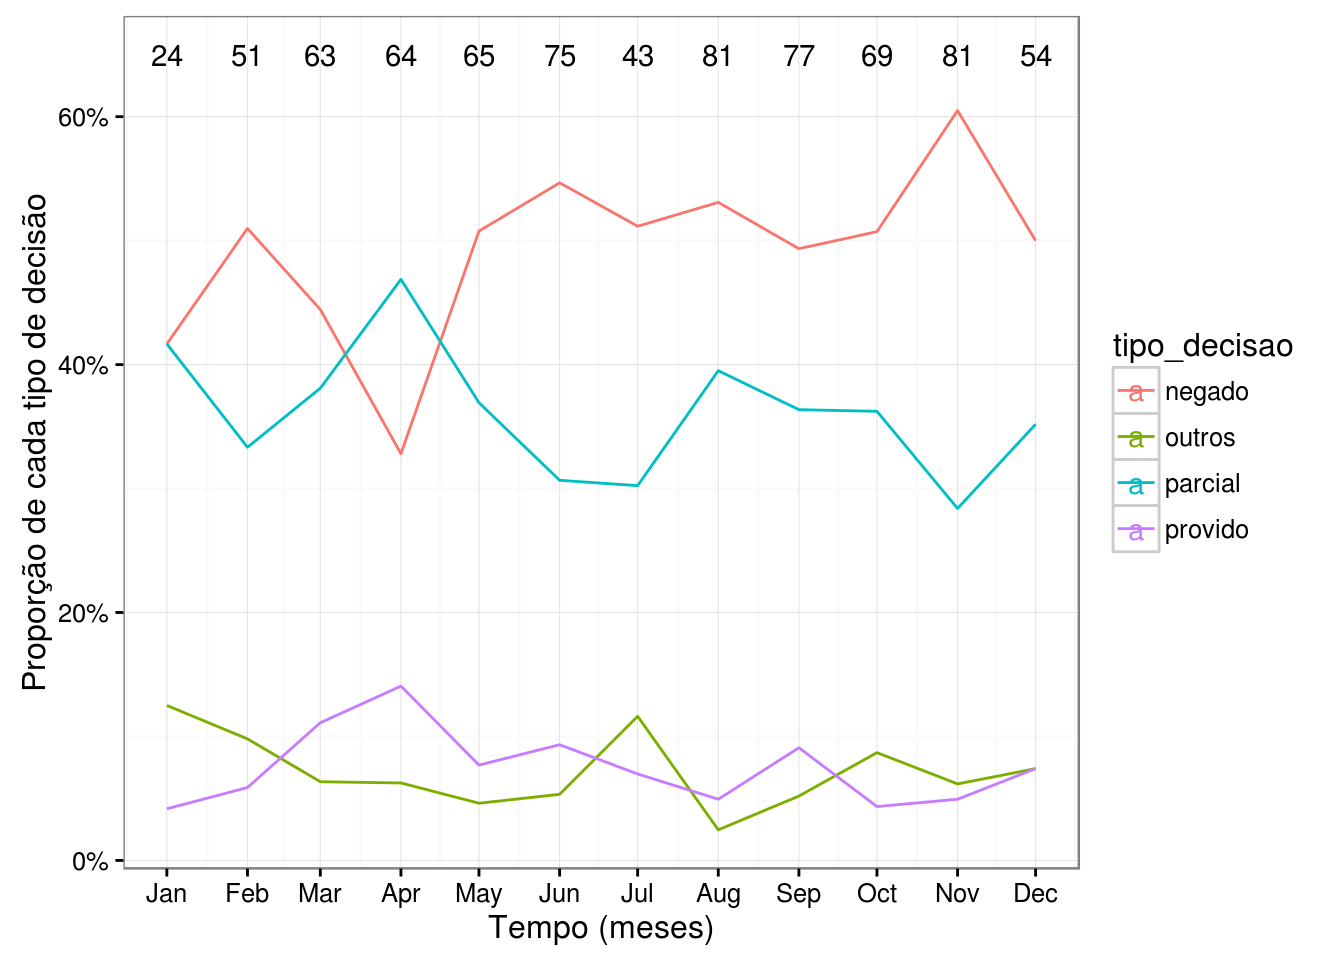 24 51 63 64 65 75 43 81 77 69 81 54
60%
40%
20%
0%
Proporção de cada tipo de decisão
Jan Feb Mar Apr May Jun Jul Aug Sep Oct Nov Dec
Tempo (meses)
tipo_decisao
a negado
a outros
a parcial
a provido